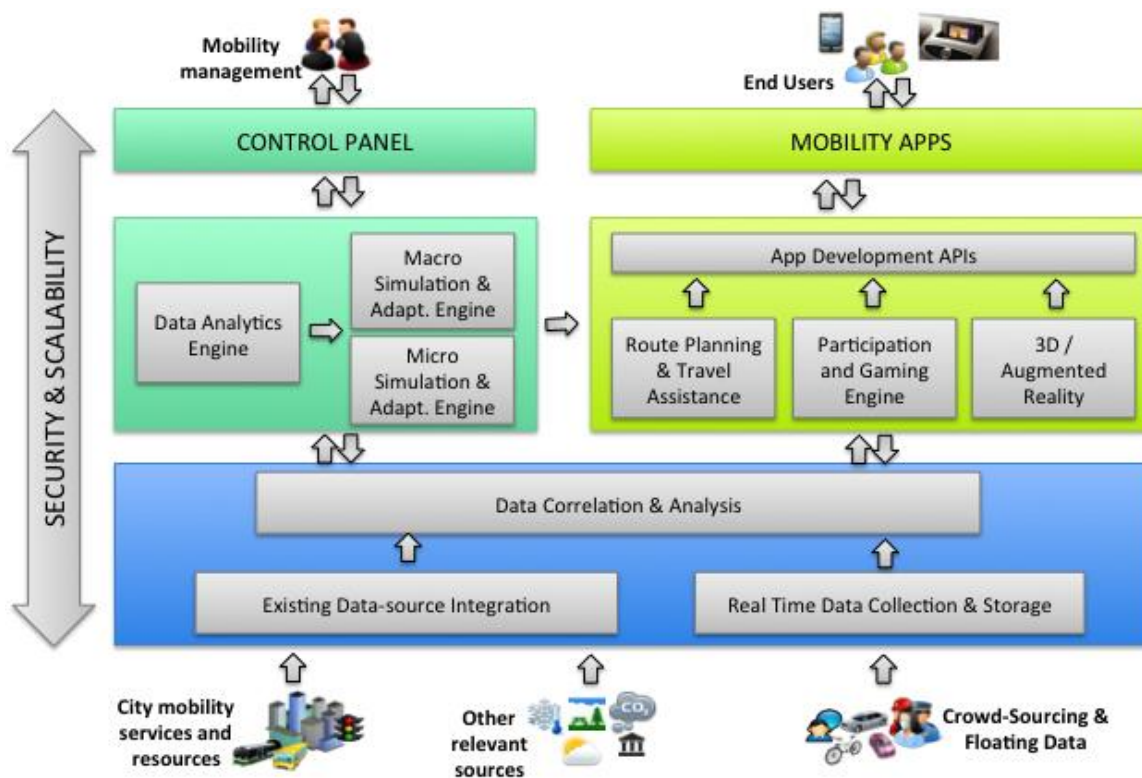 Mobility
management
End Users
CONTROL PANEL
MOBILITY APPS
SECURITY & SCALABILITY
Data Analytics
Engine
Macro
Simulation &
Adapt. Engine
Micro
Simulation &
Adapt. Engine
App Development APIs
Route Planning
& Travel
Assistance
Participation
and Gaming
Engine
3D /
Augmented
Reality
Data Correlation & Analysis
Existing Data-source Integration
Real Time Data Collection & Storage
City mobility
services and
resources
Other
relevant
sources
CO₂
Crowd-Sourcing &
Floating Data